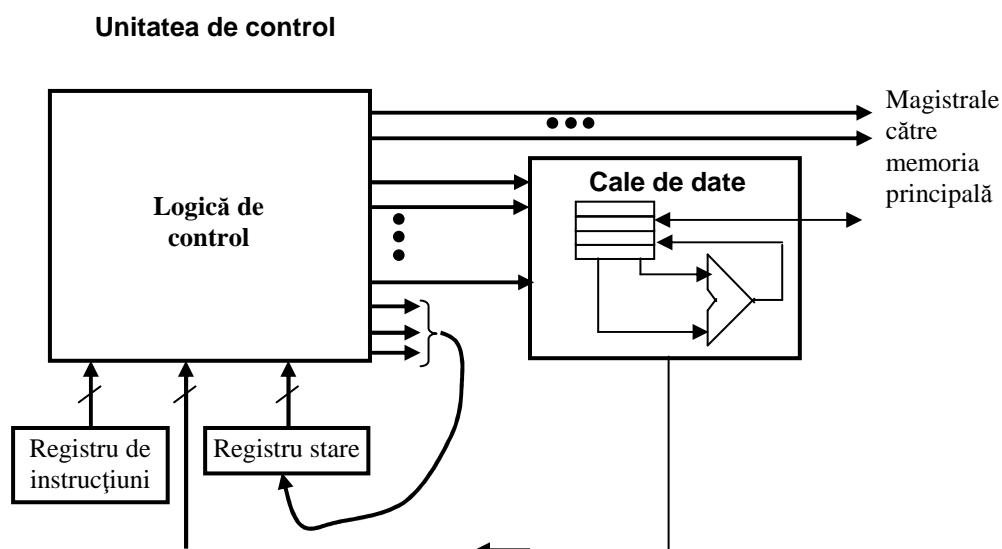 Unitatea de control
Magistrale
către
memoria
principală
Cale de date
Logică de
control
Registru de
instrucţiuni
Registru stare